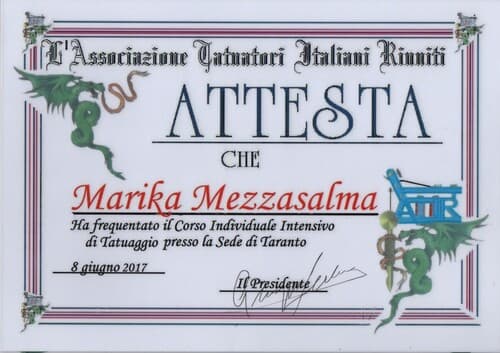 L'Associazione Tatuatori Italiani Riuniti
ATTESTA
CHE
Marika Mezzasalma
Ha frequentato il Corso Individuale Intensivo
di Tatuaggio presso la Sede di Taranto
8 giugno 2017
Il Presidente